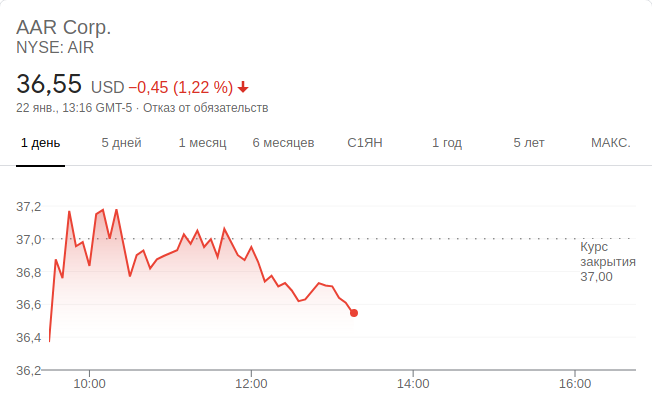 AAR Corp.
NYSE: AIR
36,55 USD −0,45 (1,22 %)
22 янв., 13:16 GMT-5 · Отказ от обязательств
1 день 5 дней 1 месяц 6 месяцев С1ЯН 1 год 5 лет МАКС.
37,2
37,0
Курс
закрытия
37,00
36,8
36,6
36,4
36,2
10:00 12:00 14:00 16:00